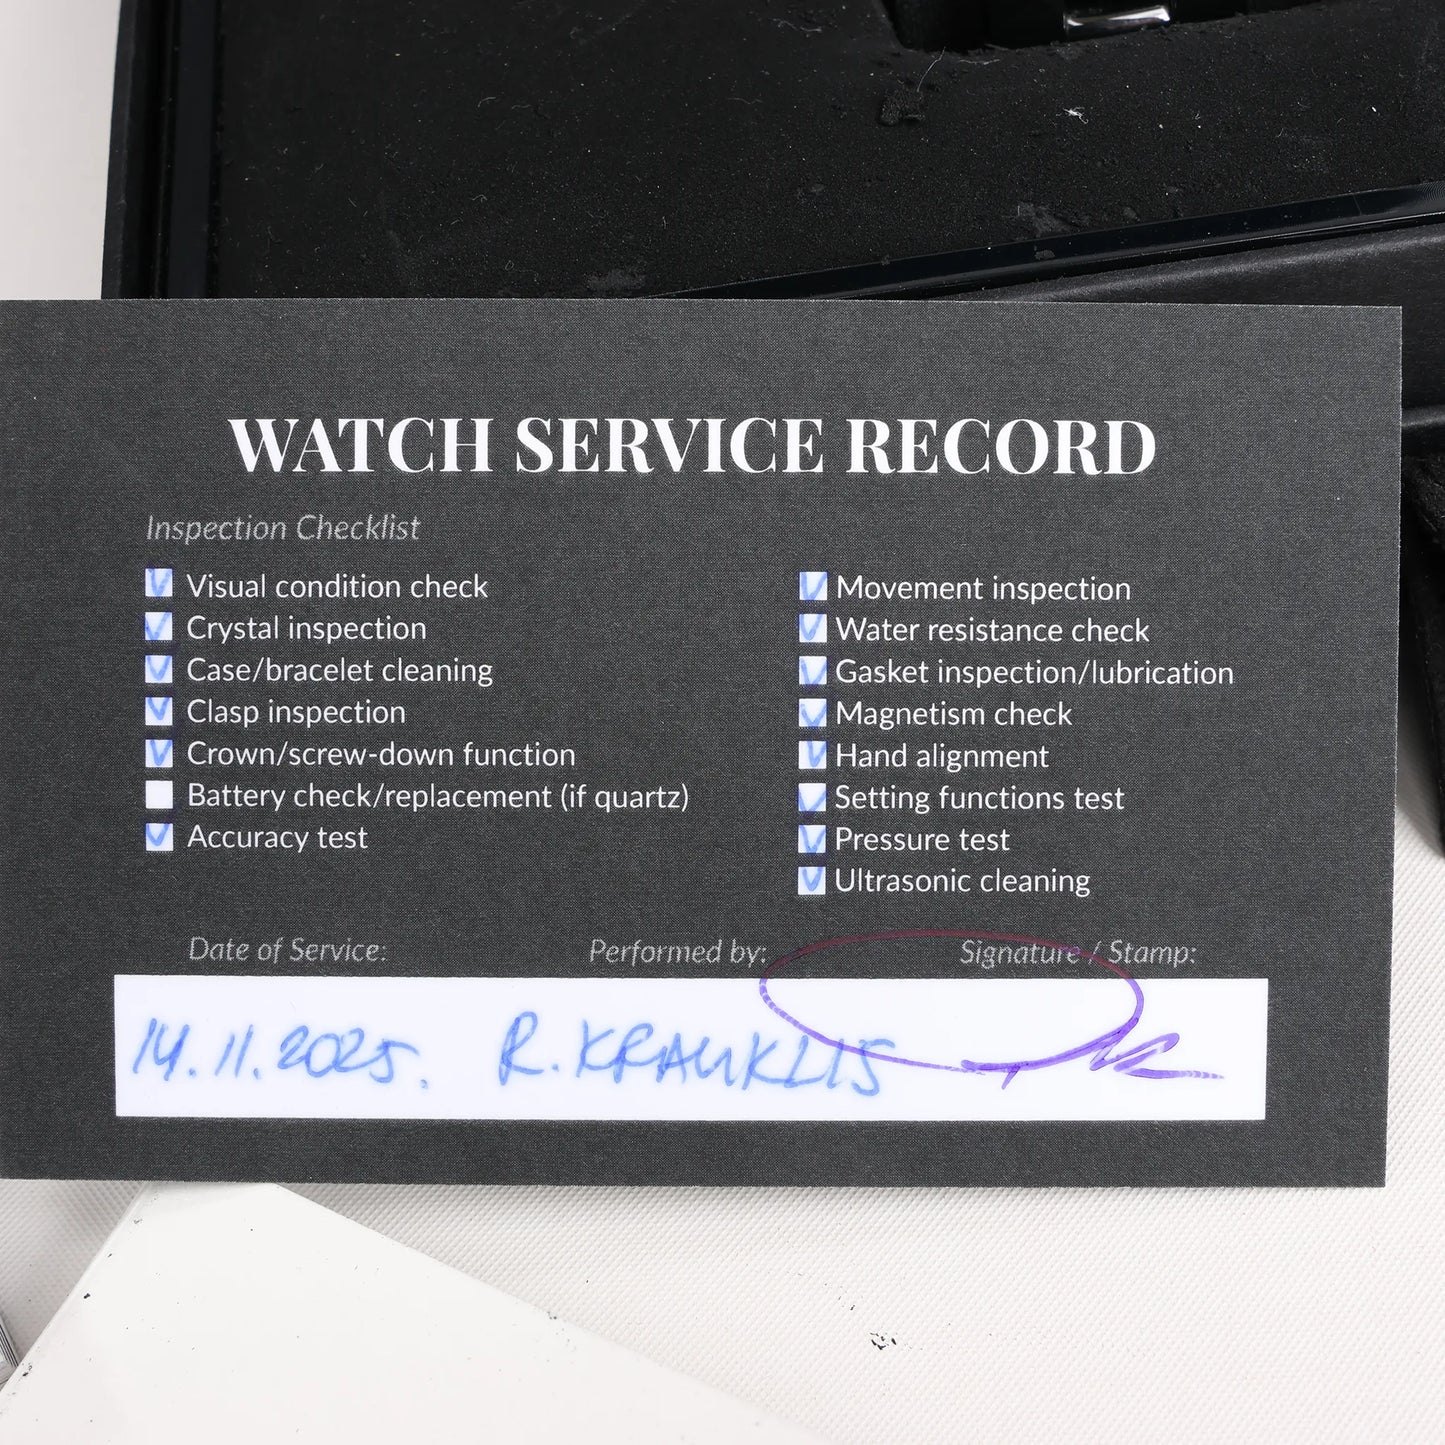 WATCH SERVICE RECORD
Inspection Checklist
Visual condition check
Crystal inspection
Case/bracelet cleaning
Clasp inspection
Crown/screw-down function
Battery check/replacement (if quartz)
Accuracy test
Movement inspection
Water resistance check
Gasket inspection/lubrication
Magnetism check
Hand alignment
Setting functions test
Pressure test
Ultrasonic cleaning
Date of Service: Performed by: Signature / Stamp:
14.11.2025. R. KRAUKLIS